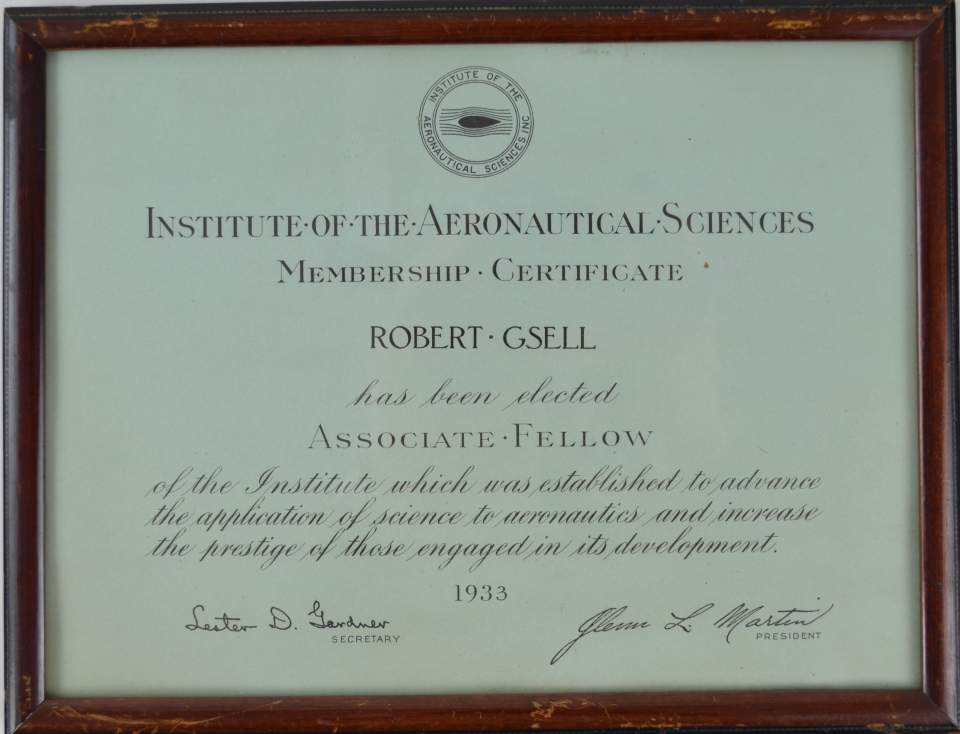 INSTITUTE OF THE
AERONAUTICAL SCIENCES INC
INSTITUTE·OF·THE·AERONAUTICAL·SCIENCES
MEMBERSHIP·CERTIFICATE
ROBERT·GSELL
has been elected
ASSOCIATE·FELLOW
of the Institute which was established to advance
the application of science to aeronautics and increase
the prestige of those engaged in its development.
1933
Lester D. Gardner
SECRETARY
Glenn L. Martin
PRESIDENT